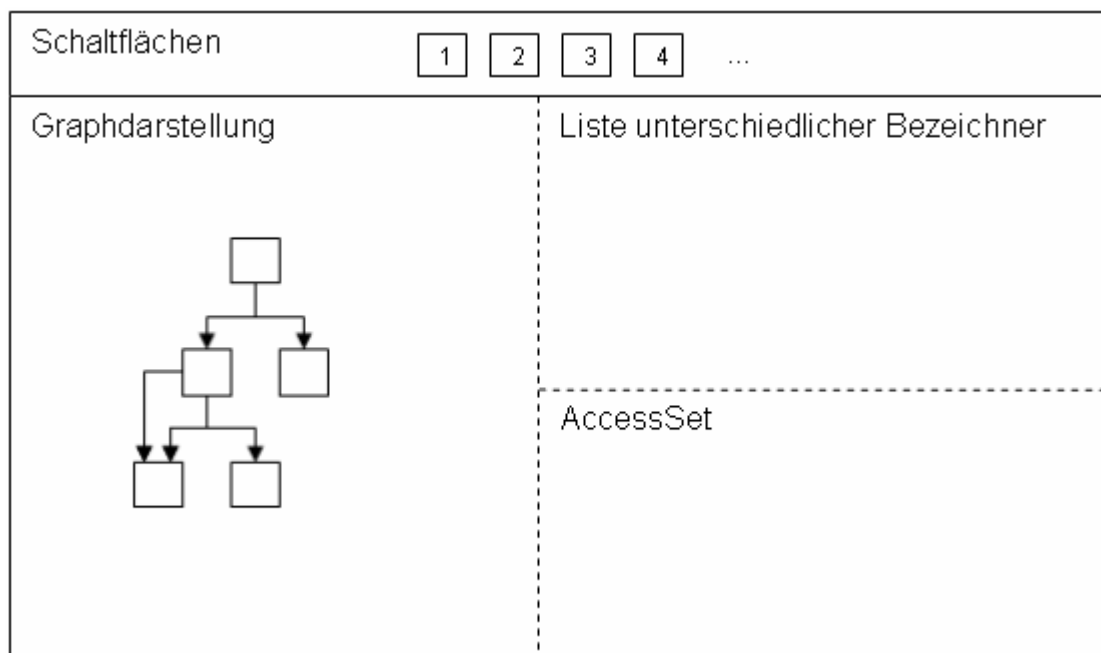 Schaltflächen 1 2 3 4 ...
Graphdarstellung
Liste unterschiedlicher Bezeichner
AccessSet